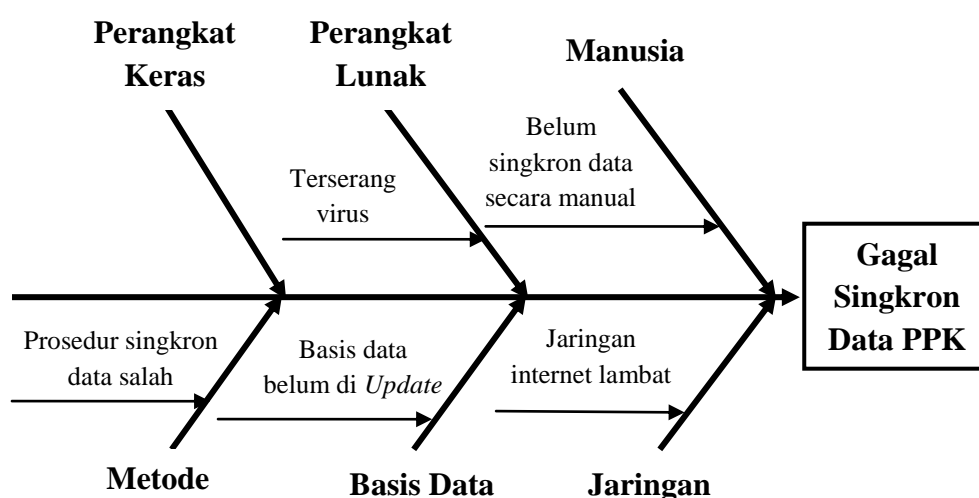 Perangkat
Keras
Perangkat
Lunak
Manusia
Belum
singkron data
secara manual
Terserang
virus
Gagal
Singkron
Data PPK
Prosedur singkron
data salah
Basis data
belum di Update
Jaringan
internet lambat
Metode
Basis Data
Jaringan